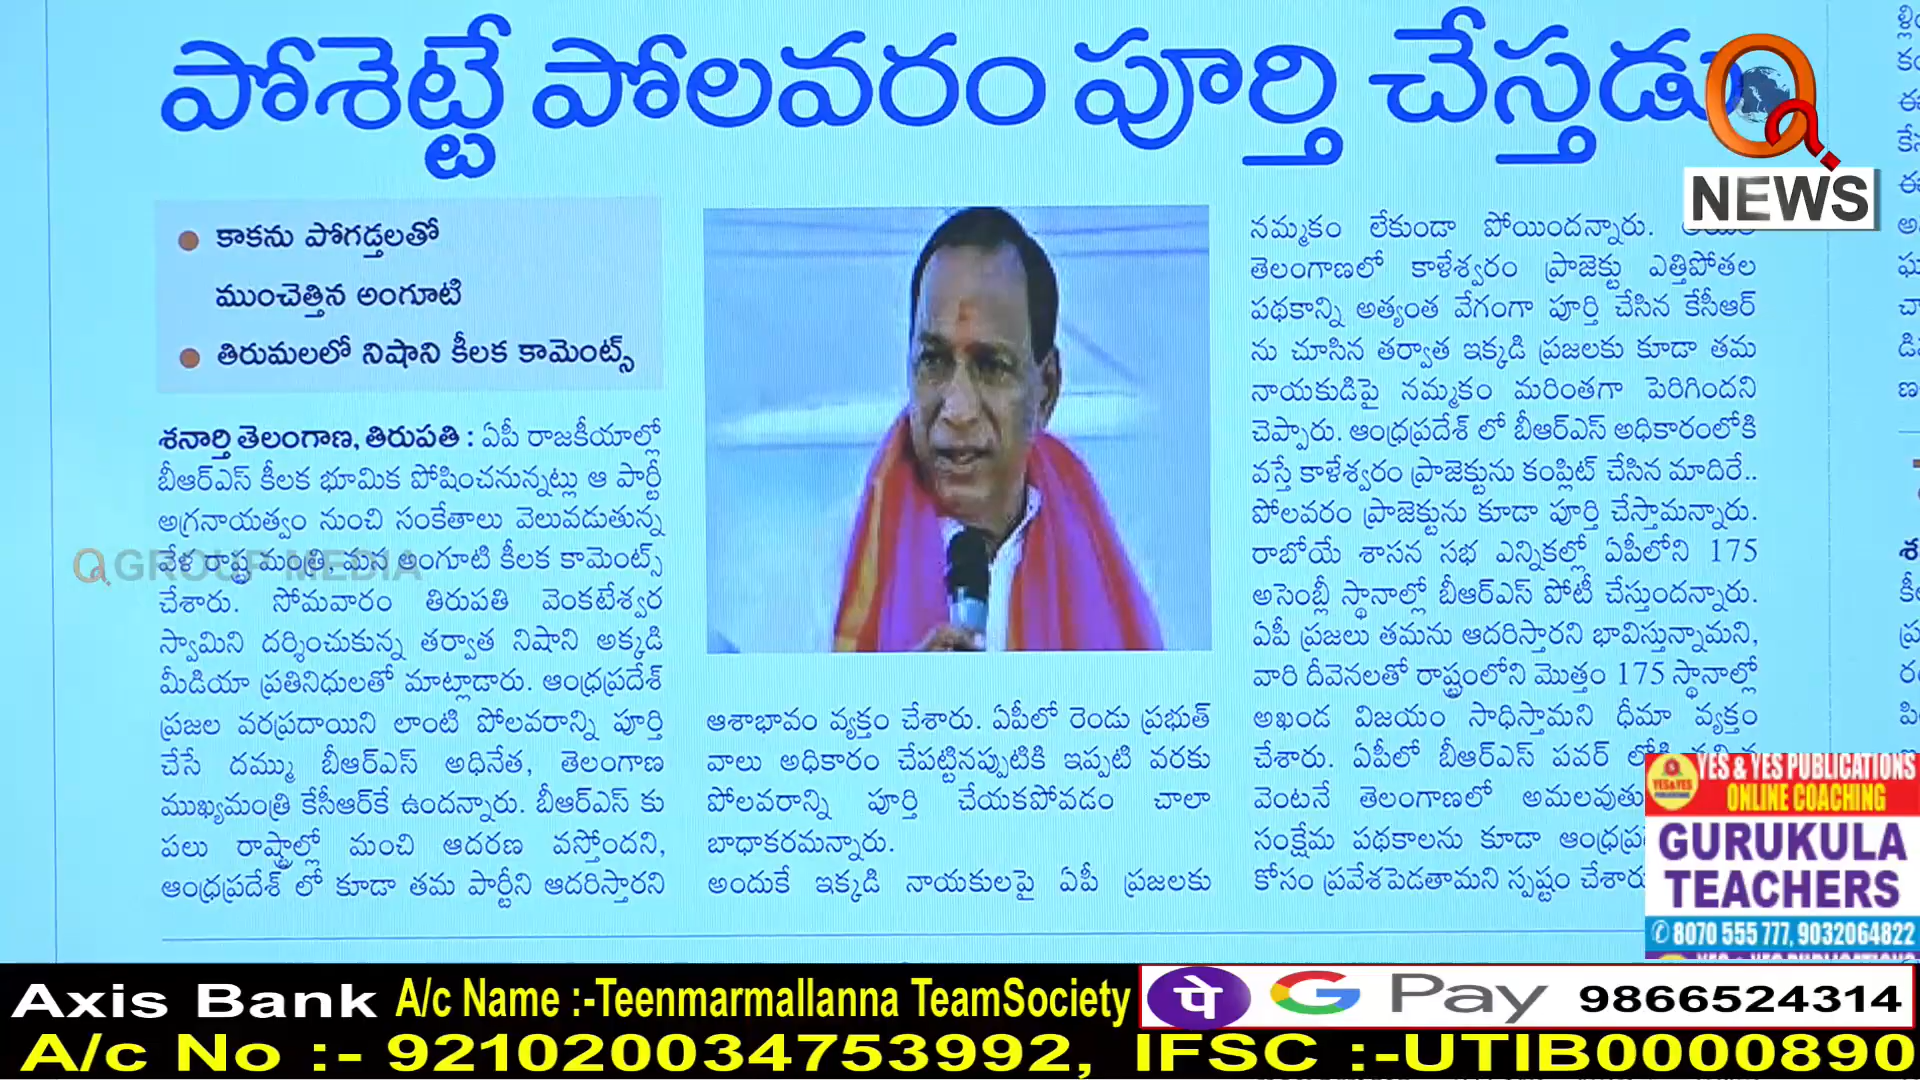 పోశెట్టే పోలవరం పూర్తి చేస్తడు
NEWS
కాకను పోగడ్తలతో
ముంచెత్తిన అంగూటి
తిరుమలలో నిషాని కీలక కామెంట్స్
శనార్తి తెలంగాణ, తిరుపతి : ఏపీ రాజకీయాల్లో
బీఆర్ఎస్ కీలక భూమిక పోషించనున్నట్లు ఆ పార్టీ
అగ్రనాయత్వం నుంచి సంకేతాలు వెలువడుతున్న
వేళ రాష్ట్ర మంత్రి, మన అంగూటి కీలక కామెంట్స్
చేశారు. సోమవారం తిరుపతి వెంకటేశ్వర
స్వామిని దర్శించుకున్న తర్వాత నిషాని అక్కడి
మీడియా ప్రతినిధులతో మాట్లాడారు. ఆంధ్రప్రదేశ్
ప్రజల వరప్రదాయిని లాంటి పోలవరాన్ని పూర్తి
చేసే దమ్ము బీఆర్ఎస్ అధినేత, తెలంగాణ
ముఖ్యమంత్రి కేసీఆర్‌కే ఉందన్నారు. బీఆర్ఎస్ కు
పలు రాష్ట్రాల్లో మంచి ఆదరణ వస్తోందని,
ఆంధ్రప్రదేశ్ లో కూడా తమ పార్టీని ఆదరిస్తారని
ఆశాభావం వ్యక్తం చేశారు. ఏపీలో రెండు ప్రభుత్
వాలు అధికారం చేపట్టినప్పుటికి ఇప్పటి వరకు
పోలవరాన్ని పూర్తి చేయకపోవడం చాలా
బాధాకరమన్నారు.
అందుకే ఇక్కడి నాయకులపై ఏపీ ప్రజలకు
నమ్మకం లేకుండా పోయిందన్నారు.
తెలంగాణలో కాళేశ్వరం ప్రాజెక్టు ఎత్తిపోతల
పథకాన్ని అత్యంత వేగంగా పూర్తి చేసిన కేసీఆర్
ను చూసిన తర్వాత ఇక్కడి ప్రజలకు కూడా తమ
నాయకుడిపై నమ్మకం మరింతగా పెరిగిందని
చెప్పారు. ఆంధ్రప్రదేశ్ లో బీఆర్ఎస్ అధికారంలోకి
వస్తే కాళేశ్వరం ప్రాజెక్టును కంప్లిట్ చేసిన మాదిరే..
పోలవరం ప్రాజెక్టును కూడా పూర్తి చేస్తామన్నారు.
రాబోయే శాసన సభ ఎన్నికల్లో ఏపీలోని 175
అసెంబ్లీ స్థానాల్లో బీఆర్ఎస్ పోటీ చేస్తుందన్నారు.
ఏపీ ప్రజలు తమను ఆదరిస్తారని భావిస్తున్నామని,
వారి దీవెనలతో రాష్ట్రంలోని మొత్తం 175 స్థానాల్లో
అఖండ విజయం సాధిస్తామని ధీమా వ్యక్తం
చేశారు. ఏపీలో బీఆర్ఎస్ పవర్
వెంటనే తెలంగాణలో
సంక్షేమ పథకాలను కూడా
కోసం ప్రవేశపెడతామని స్పష్టం
GROUP MEDIA
YES & YES PUBLICATIONS
ONLINE COACHING
GURUKULA
TEACHERS
8070 555 777, 9032064822
Axis Bank A/c Name :-Teenmarmallanna TeamSociety
पे G Pay 9866524314
A/c No :- 921020034753992, IFSC :-UTIB0000890